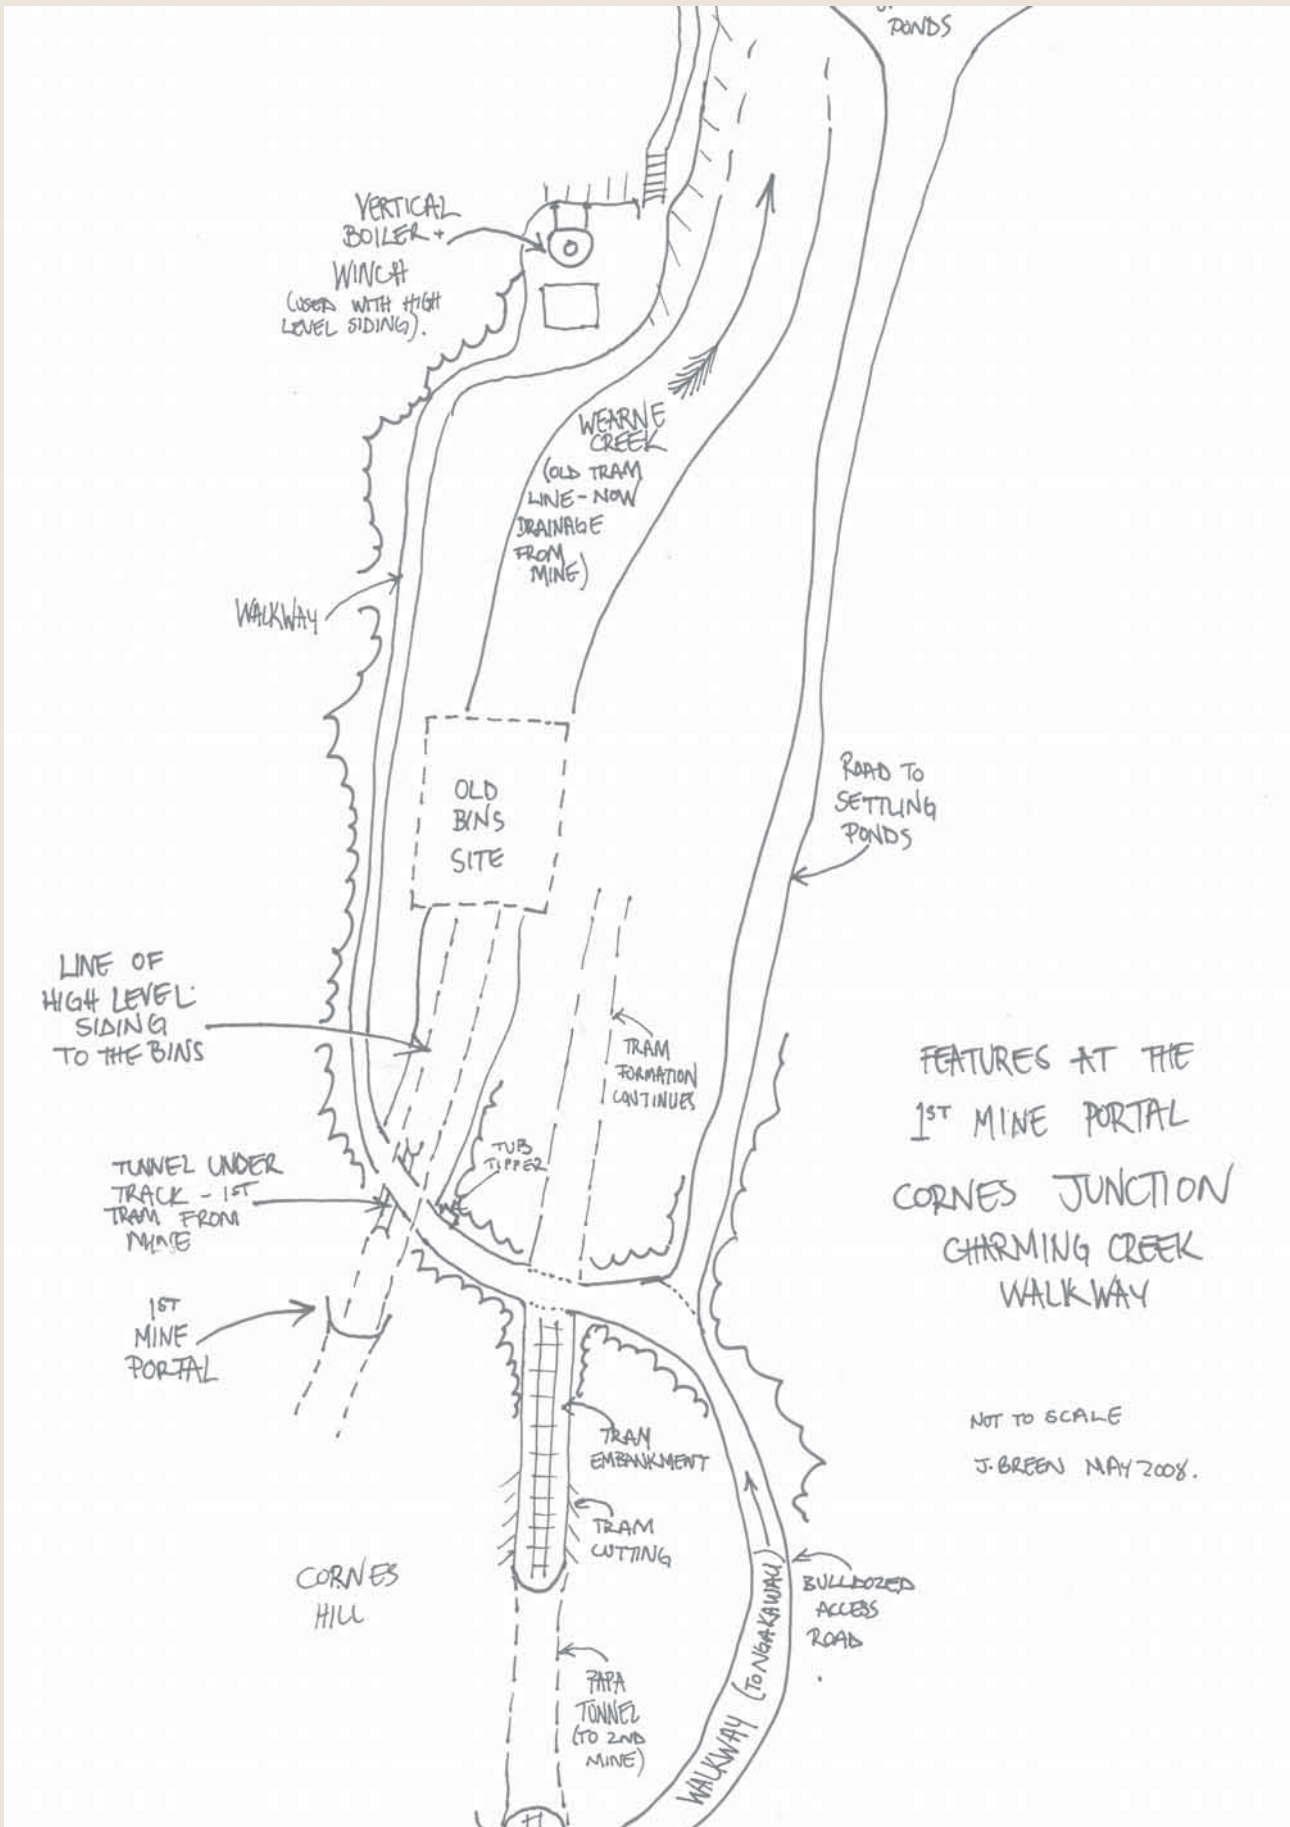 PONDS
VERTICAL
BOILER +
WINCH
(USED WITH HIGH
LEVEL SIDING).
WEARNE
CREEK
(OLD TRAM
LINE - NOW
DRAINAGE
FROM
MINE)
WALKWAY
OLD
BINS
SITE
ROAD TO
SETTLING
PONDS
LINE OF
HIGH LEVEL
SIDING
TO THE BINS
TRAM
FORMATION
CONTINUES
FEATURES AT THE
1ST MINE PORTAL
CORNES JUNCTION
CHARMING CREEK
WALKWAY
TUB
TIPPER
TUNNEL UNDER
TRACK - 1ST
TRAM FROM
MINE
1ST
MINE
PORTAL
TRAM
EMBANKMENT
NOT TO SCALE
J. BREEN MAY 2008.
TRAM
CUTTING
CORNES
HILL
BULLDOZED
ACCESS
ROAD
PAPA
TUNNEL
(TO 2ND
MINE)
WALKWAY (TONGAKAWAU)